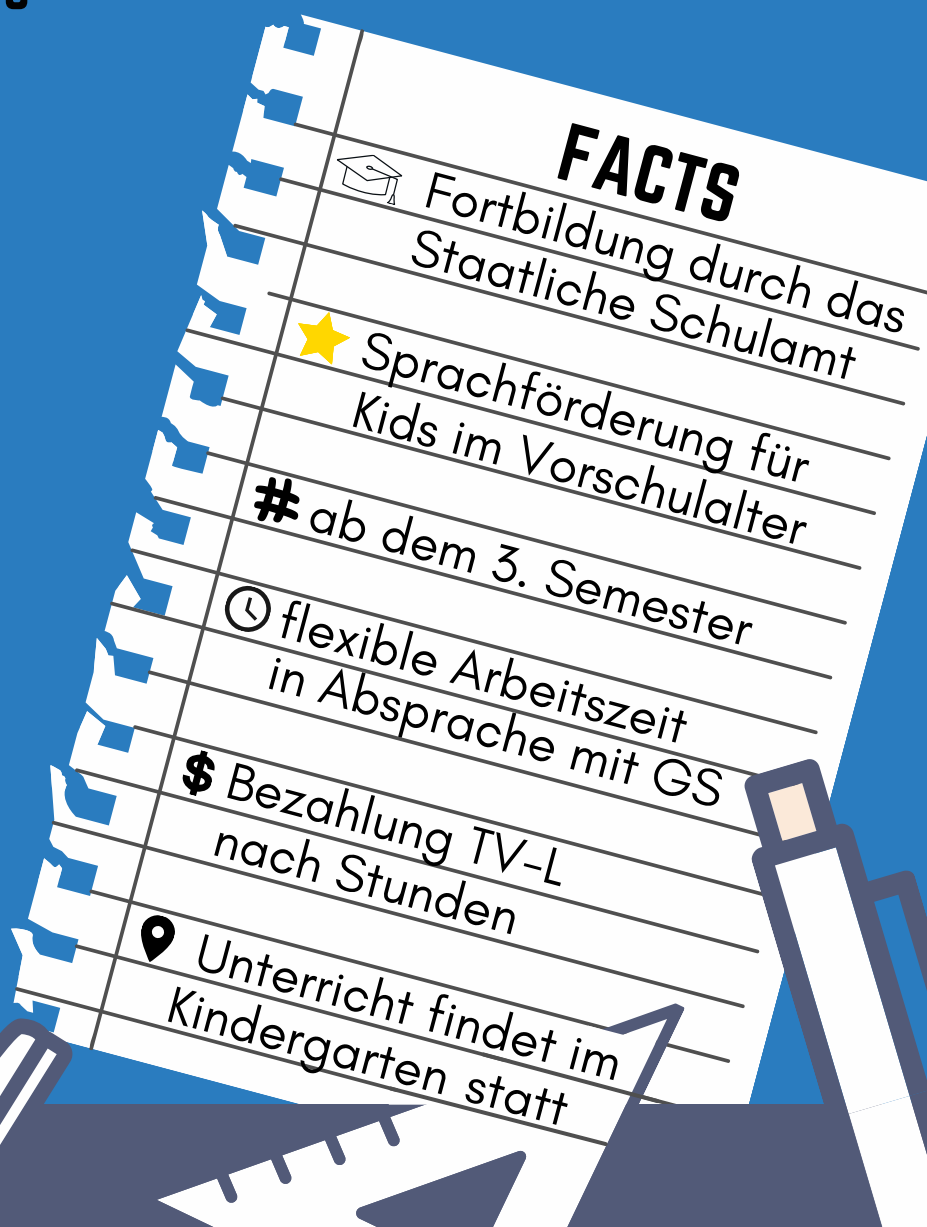 FACTS
Fortbildung durch das
Staatliche Schulamt
Sprachförderung für
Kids im Vorschulalter
# ab dem 3. Semester
flexible Arbeitszeit
in Absprache mit GS
$ Bezahlung TV-L
nach Stunden
Unterricht findet im
Kindergarten statt